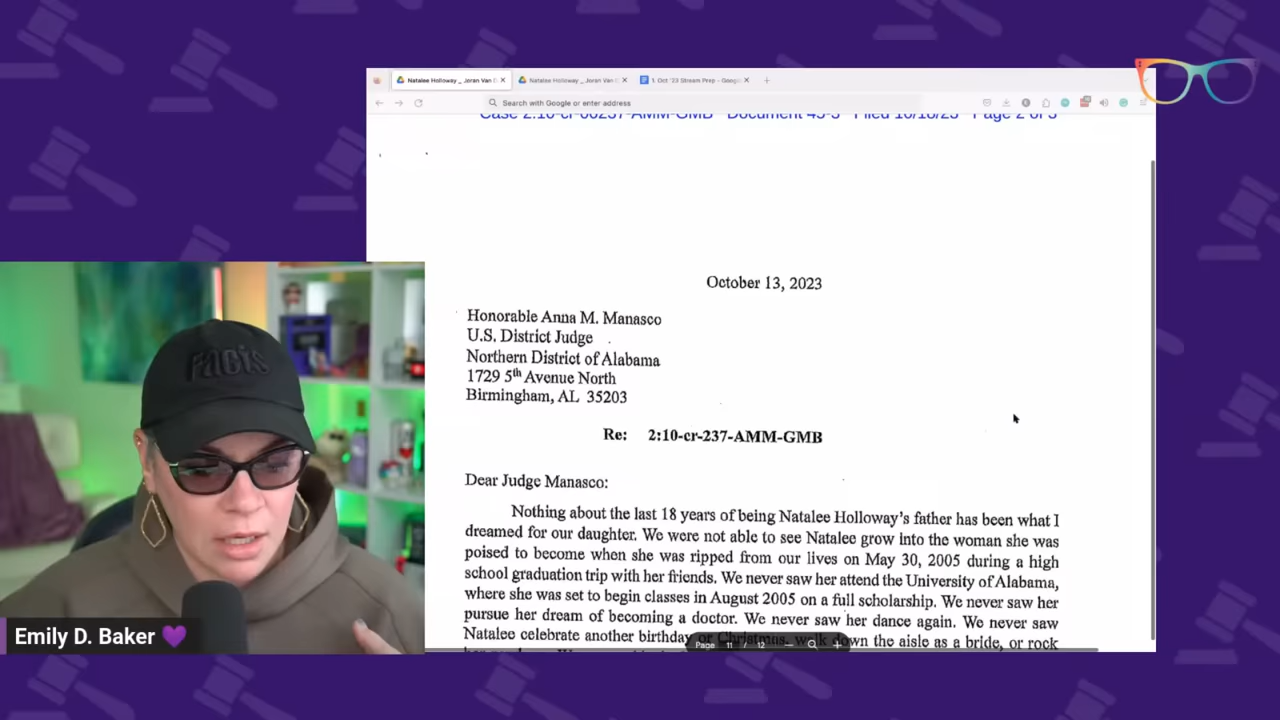 Natalee Holloway _ Joran Van D
Natalee Holloway _ Joran Van D
1. Oct '23 Stream Prep - Google
Search with Google or enter address
Case 2:10-cr-00237-AMM-GMB Document 45-3 Filed 10/18/23 Page 2 of 3
October 13, 2023
Honorable Anna M. Manasco
U.S. District Judge
Northern District of Alabama
1729 5th Avenue North
Birmingham, AL 35203
Re: 2:10-cr-237-AMM-GMB
Dear Judge Manasco:
Nothing about the last 18 years of being Natalee Holloway's father has been what I
dreamed for our daughter. We were not able to see Natalee grow into the woman she was
poised to become when she was ripped from our lives on May 30, 2005 during a high
school graduation trip with her friends. We never saw her attend the University of Alabama,
where she was set to begin classes in August 2005 on a full scholarship. We never saw her
pursue her dream of becoming a doctor. We never saw her dance again. We never saw
Natalee celebrate another birthday or Christmas, walk down the aisle as a bride, or rock
Page 11 / 12
facts
Emily D. Baker 💜